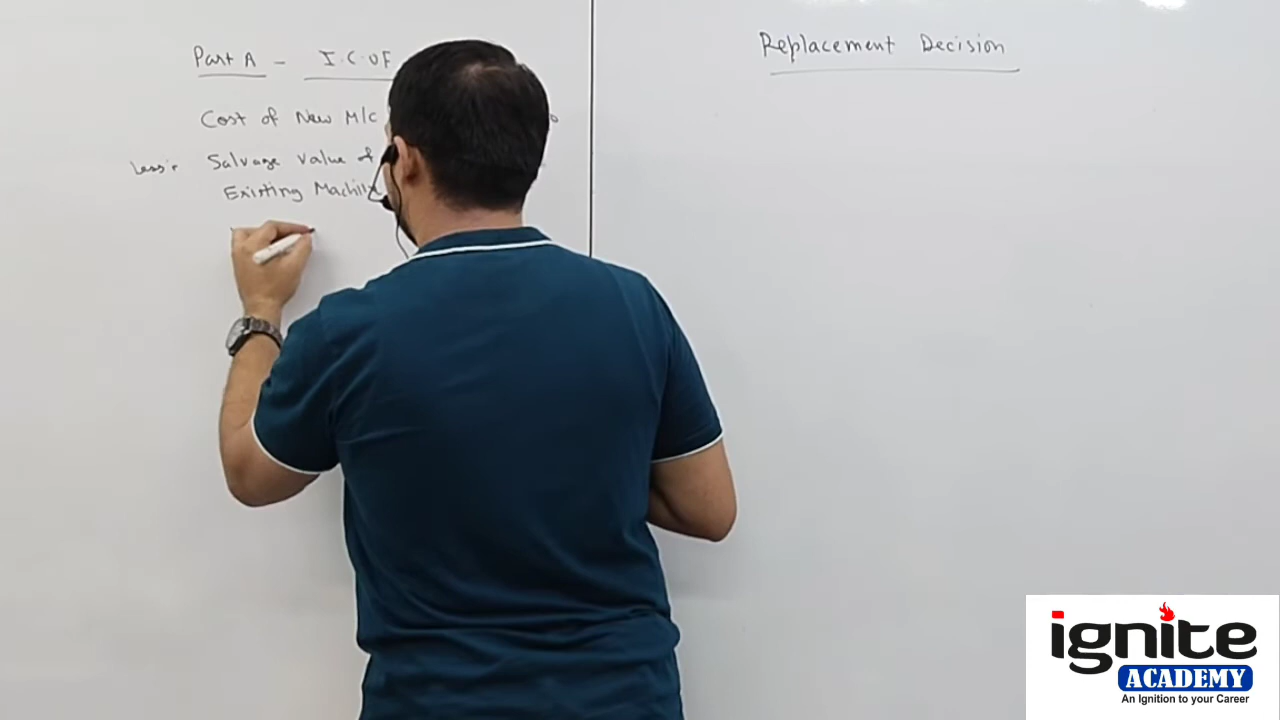 Part A - I.C.OF
Cost of New M/c
Less:- Salvage Value of
Existing Machine
Replacement Decision
ignite
ACADEMY
An Ignition to your Career